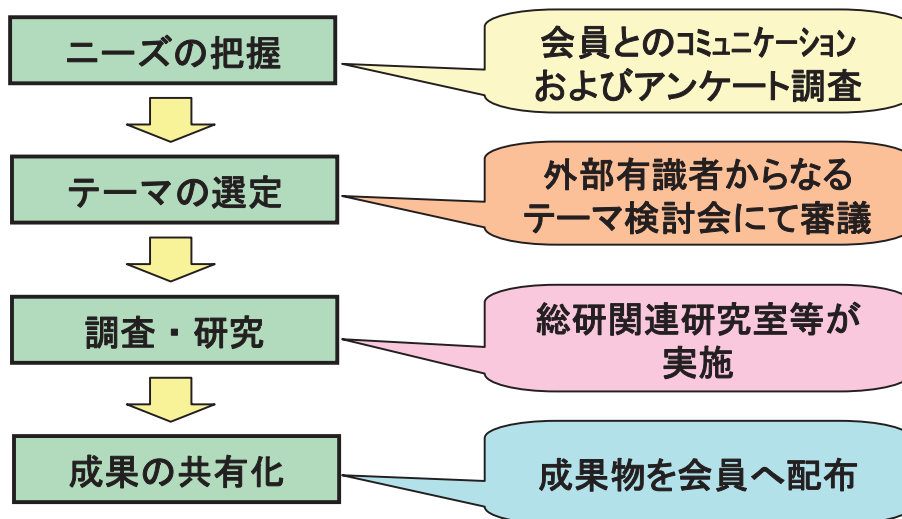 ニーズの把握
会員とのコミュニケーション
およびアンケート調査
テーマの選定
外部有識者からなる
テーマ検討会にて審議
調査・研究
総研関連研究室等が
実施
成果の共有化
成果物を会員へ配布